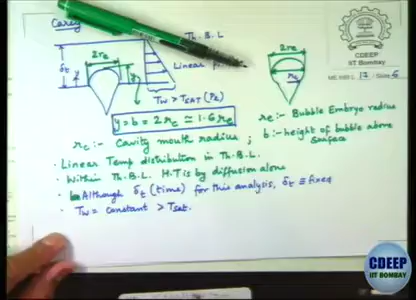 Th. B. L
2rc
δt
Linear
Tw > TSAT (Pl)
y = b = 2rc ≃ 1.6 re
2rc
re
CDEEP
IIT Bombay
re :- Bubble Embryo radius
rc :- Cavity mouth radius ; b :- height of bubble above
Surface
· Linear Temp distribution in Th. B. L.
· Within Th. B. L. H.T is by diffusion alone
· Although δt (time) for this analysis, δt ≡ fixed
· Tw = constant > Tsat.
CDEEP
IIT BOMBAY